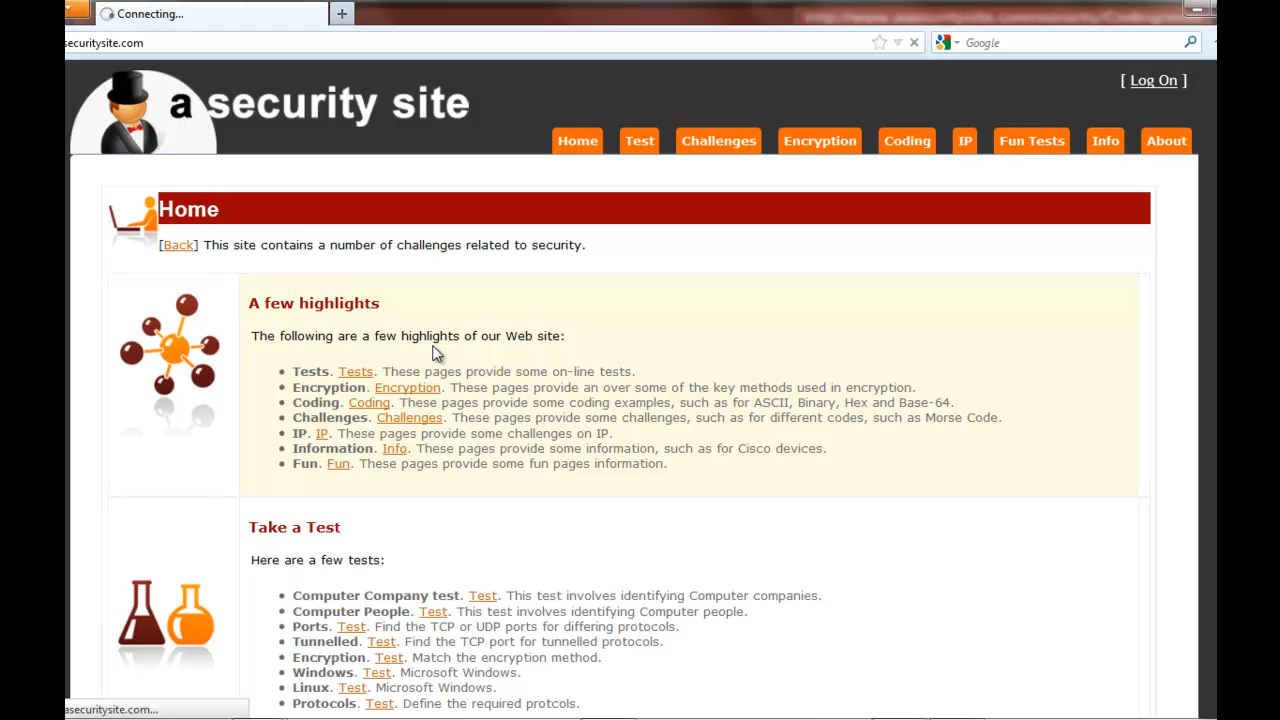 Connecting...
securitysite.com
Google
[ Log On ]
a security site
Home Test Challenges Encryption Coding IP Fun Tests Info About
Home
[Back] This site contains a number of challenges related to security.
A few highlights
The following are a few highlights of our Web site:
Tests. Tests. These pages provide some on-line tests.
Encryption. Encryption. These pages provide an over some of the key methods used in encryption.
Coding. Coding. These pages provide some coding examples, such as for ASCII, Binary, Hex and Base-64.
Challenges. Challenges. These pages provide some challenges, such as for different codes, such as Morse Code.
IP. IP. These pages provide some challenges on IP.
Information. Info. These pages provide some information, such as for Cisco devices.
Fun. Fun. These pages provide some fun pages information.
Take a Test
Here are a few tests:
Computer Company test. Test. This test involves identifying Computer companies.
Computer People. Test. This test involves identifying Computer people.
Ports. Test. Find the TCP or UDP ports for differing protocols.
Tunnelled. Test. Find the TCP port for tunnelled protocols.
Encryption. Test. Match the encryption method.
Windows. Test. Microsoft Windows.
Linux. Test. Microsoft Windows.
Protocols. Test. Define the required protcols.
asecuritysite.com...